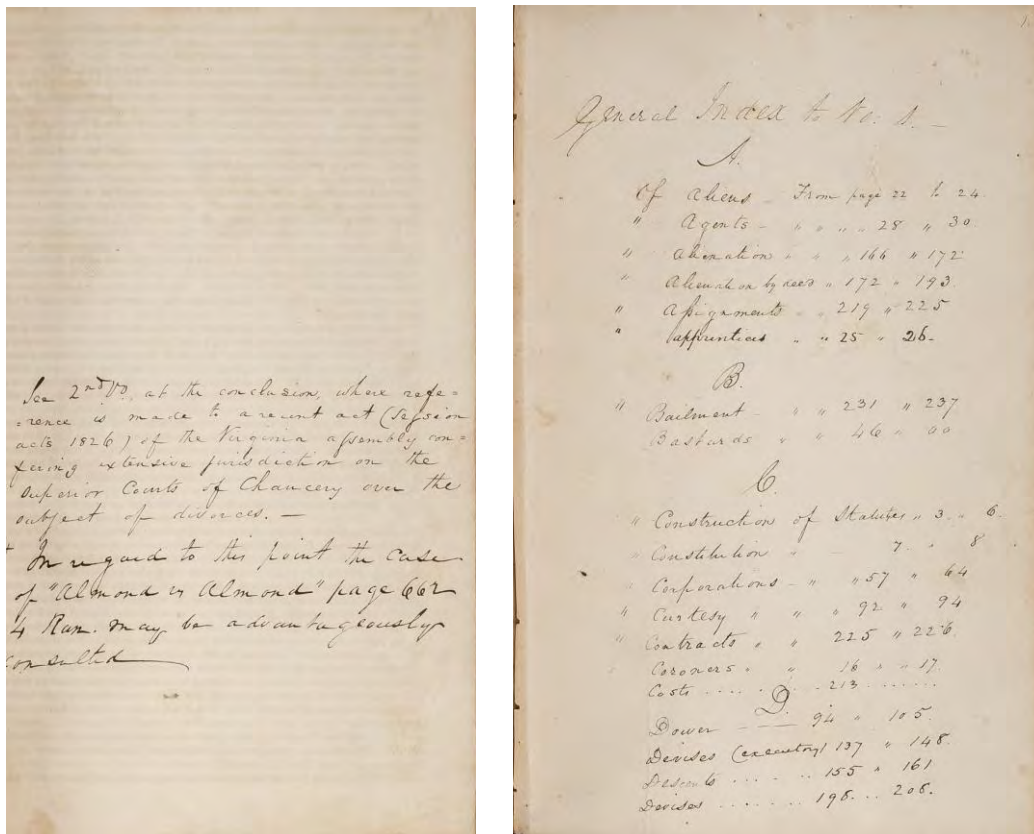 See 2nd Vo. at the conclusion, where refe=
=rence is made to a recent act (Session
acts 1826) of the Virginia assembly con=
fering extensive jurisdiction on the
Superior Courts of Chancery over the
subject of divorces. —
In regard to this point the case
of "Almond vs Almond" page 662
4 Ran. may be advantageously
consulted
1.
General Index to No: 1. —
A.
Of Aliens – From page 22 to 24
" Agents – " " " " 28 " 30.
" Alienation " " " 166 " 172
" Alienation by deed " 172 " 193.
" Assignments " " 219 " 225
" apprentices " " 25 " 26.
B.
" Bailment – " " 231 " 237
Bastards " " 46 "
C.
" Construction of Statutes " 3. " 6.
" Constitution " – 7. " 8
" Corporations – " " 57 " 64
" Curtesy " " " 92 " 94
" Contracts " " 225 " 226.
" Coroners " " 16 " " 17.
Costs .... . . 213 .......
D.
Dower ——— 94 " 105.
Devises (executory) 137 " 148.
Descents .... ... 155 " 161
Devises ....... 198. .. 208.